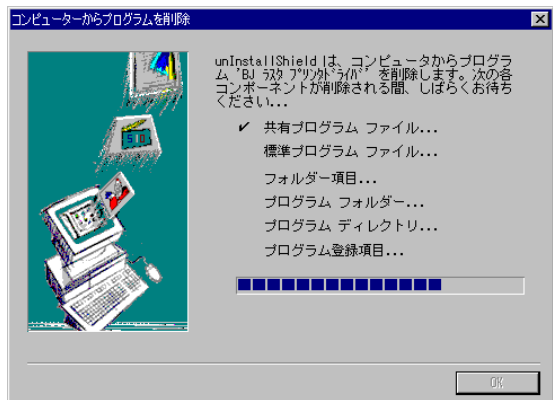 コンピューターからプログラムを削除
unInstallShield は、コンピュータからプログラ
ム 'BJ ﾗｽﾀ ﾌﾟﾘﾝﾀﾄﾞﾗｲﾊﾞ' を削除します。次の各
コンポーネントが削除される間、しばらくお待ち
ください...
✔ 共有プログラム ファイル...
標準プログラム ファイル...
フォルダー項目...
プログラム フォルダー...
プログラム ディレクトリ...
プログラム登録項目...
OK